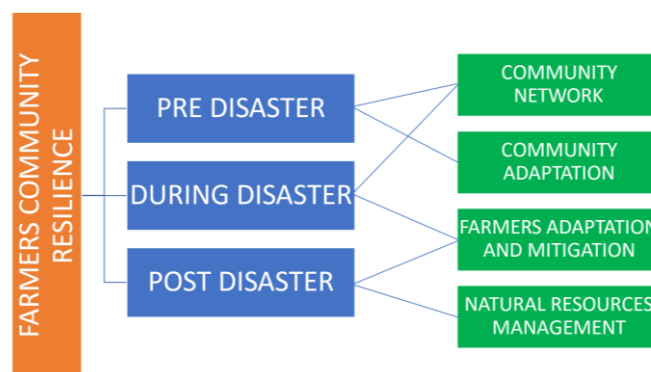 FARMERS COMMUNITY
RESILIENCE
PRE DISASTER
DURING DISASTER
POST DISASTER
COMMUNITY
NETWORK
COMMUNITY
ADAPTATION
FARMERS ADAPTATION
AND MITIGATION
NATURAL RESOURCES
MANAGEMENT